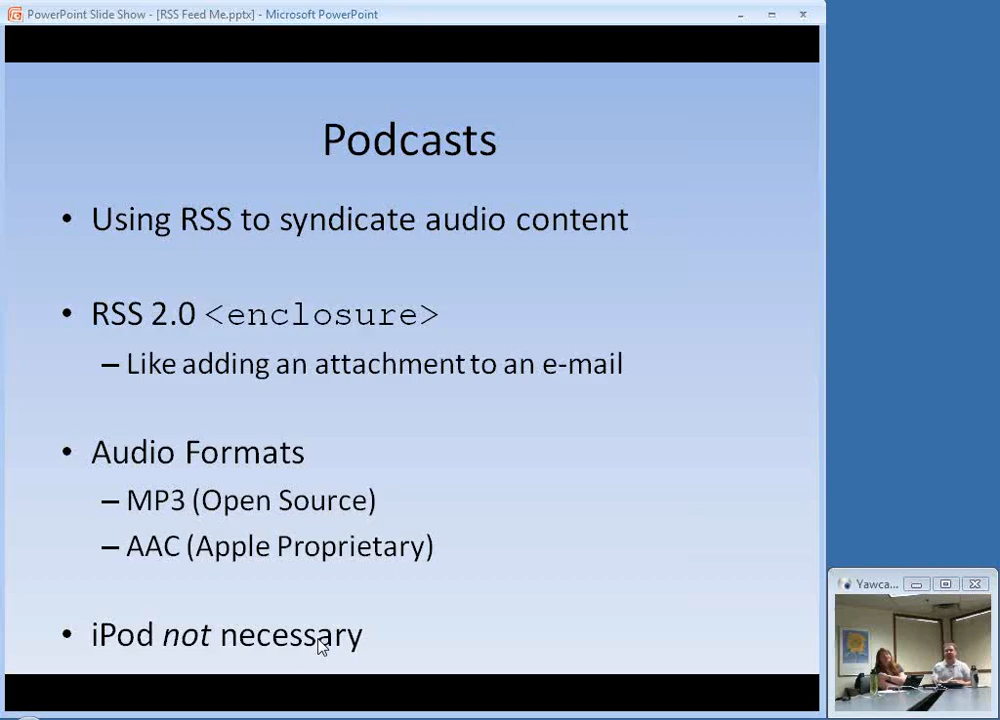 PowerPoint Slide Show - [RSS Feed Me.pptx] - Microsoft PowerPoint
Podcasts
• Using RSS to syndicate audio content
• RSS 2.0 <enclosure>
– Like adding an attachment to an e-mail
• Audio Formats
– MP3 (Open Source)
– AAC (Apple Proprietary)
• iPod not necessary
Yawca...